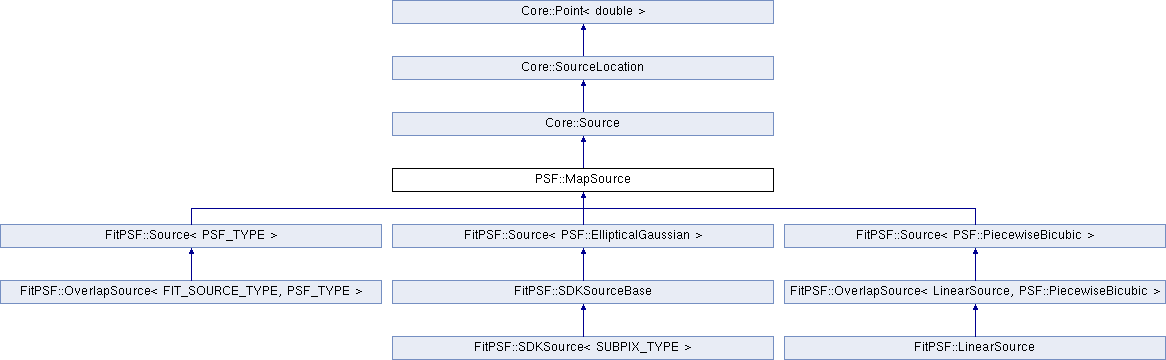 Core::Point< double >
Core::SourceLocation
Core::Source
PSF::MapSource
FitPSF::Source< PSF_TYPE >
FitPSF::Source< PSF::EllipticalGaussian >
FitPSF::Source< PSF::PiecewiseBicubic >
FitPSF::OverlapSource< FIT_SOURCE_TYPE, PSF_TYPE >
FitPSF::SDKSourceBase
FitPSF::OverlapSource< LinearSource, PSF::PiecewiseBicubic >
FitPSF::SDKSource< SUBPIX_TYPE >
FitPSF::LinearSource